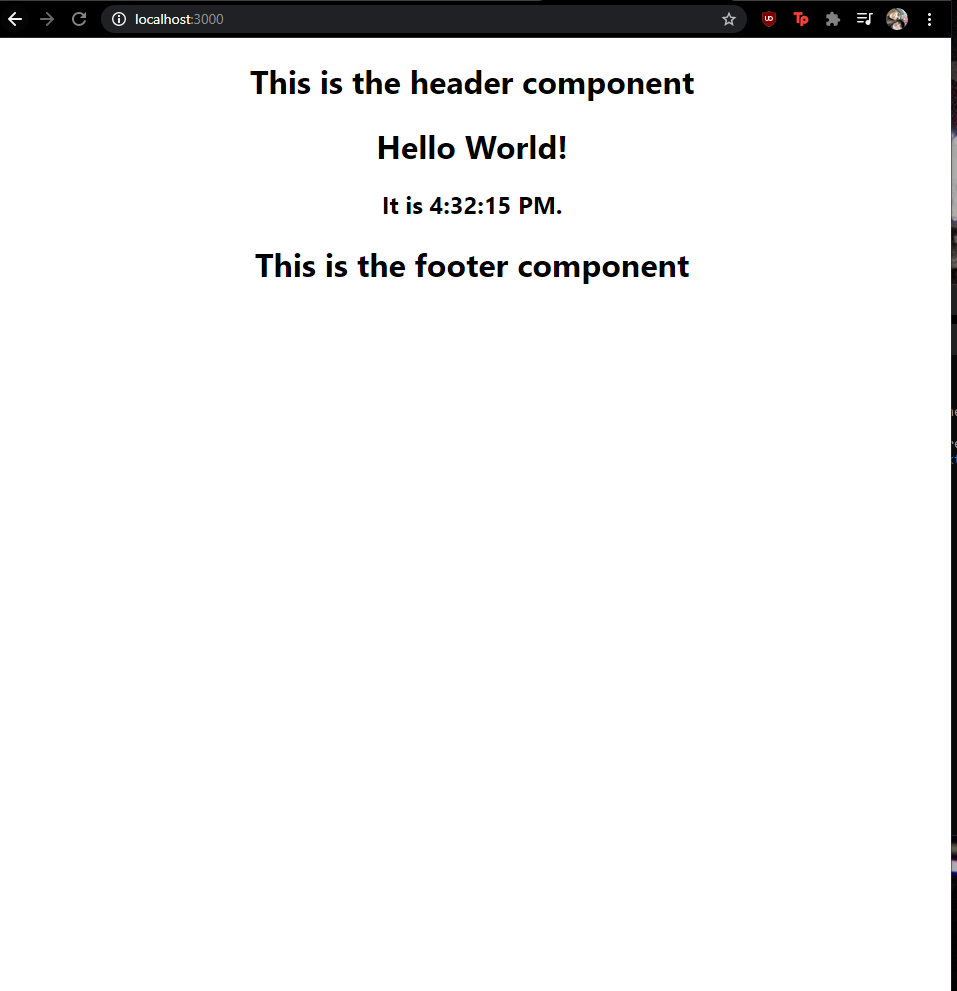 localhost:3000
This is the header component
Hello World!
It is 4:32:15 PM.
This is the footer component